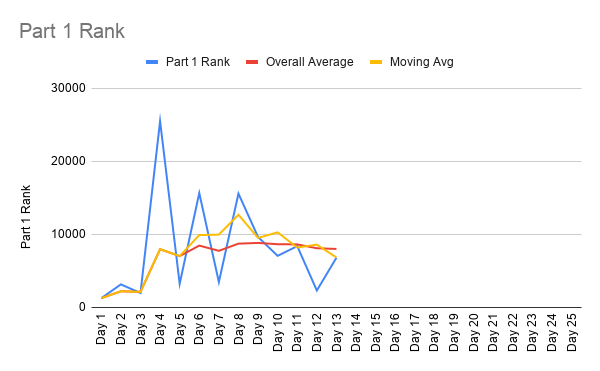 Part 1 Rank
Part 1 Rank Overall Average Moving Avg
30000
20000
10000
0
Part 1 Rank
Day 1
Day 2
Day 3
Day 4
Day 5
Day 6
Day 7
Day 8
Day 9
Day 10
Day 11
Day 12
Day 13
Day 14
Day 15
Day 16
Day 17
Day 18
Day 19
Day 20
Day 21
Day 22
Day 23
Day 24
Day 25